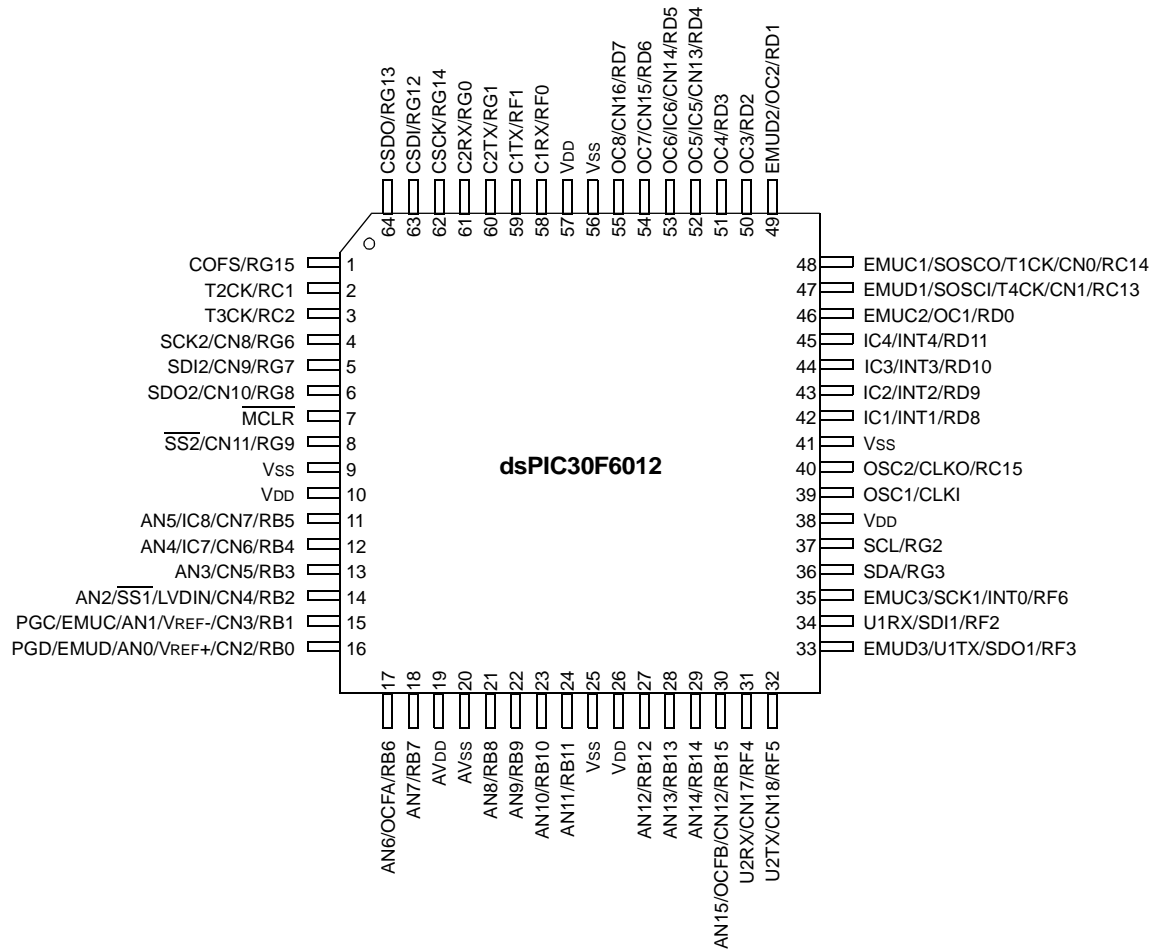 CSDO/RG13
CSDI/RG12
CSCK/RG14
C2RX/RG0
C2TX/RG1
C1TX/RF1
C1RX/RF0
VDD
VSS
OC8/CN16/RD7
OC7/CN15/RD6
OC6/IC6/CN14/RD5
OC5/IC5/CN13/RD4
OC4/RD3
OC3/RD2
EMUD2/OC2/RD1
64
63
62
61
60
59
58
57
56
55
54
53
52
51
50
49
COFS/RG15 1
T2CK/RC1 2
T3CK/RC2 3
SCK2/CN8/RG6 4
SDI2/CN9/RG7 5
SDO2/CN10/RG8 6
MCLR 7
SS2/CN11/RG9 8
VSS 9
VDD 10
AN5/IC8/CN7/RB5 11
AN4/IC7/CN6/RB4 12
AN3/CN5/RB3 13
AN2/SS1/LVDIN/CN4/RB2 14
PGC/EMUC/AN1/VREF-/CN3/RB1 15
PGD/EMUD/AN0/VREF+/CN2/RB0 16
dsPIC30F6012
48 EMUC1/SOSCO/T1CK/CN0/RC14
47 EMUD1/SOSCI/T4CK/CN1/RC13
46 EMUC2/OC1/RD0
45 IC4/INT4/RD11
44 IC3/INT3/RD10
43 IC2/INT2/RD9
42 IC1/INT1/RD8
41 VSS
40 OSC2/CLKO/RC15
39 OSC1/CLKI
38 VDD
37 SCL/RG2
36 SDA/RG3
35 EMUC3/SCK1/INT0/RF6
34 U1RX/SDI1/RF2
33 EMUD3/U1TX/SDO1/RF3
17
18
19
20
21
22
23
24
25
26
27
28
29
30
31
32
AN6/OCFA/RB6
AN7/RB7
AVDD
AVSS
AN8/RB8
AN9/RB9
AN10/RB10
AN11/RB11
VSS
VDD
AN12/RB12
AN13/RB13
AN14/RB14
AN15/OCFB/CN12/RB15
U2RX/CN17/RF4
U2TX/CN18/RF5